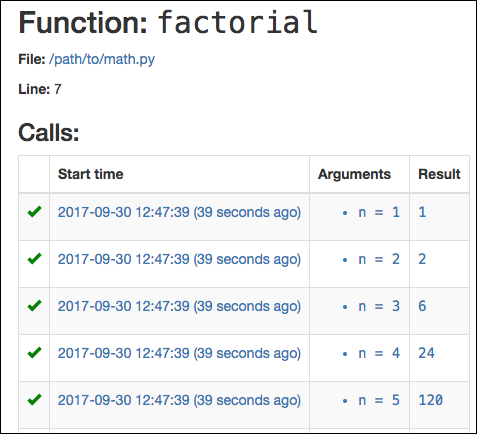 Function: factorial
File: /path/to/math.py
Line: 7
Calls:
Start time Arguments Result
2017-09-30 12:47:39 (39 seconds ago) • n = 1 1
2017-09-30 12:47:39 (39 seconds ago) • n = 2 2
2017-09-30 12:47:39 (39 seconds ago) • n = 3 6
2017-09-30 12:47:39 (39 seconds ago) • n = 4 24
2017-09-30 12:47:39 (39 seconds ago) • n = 5 120